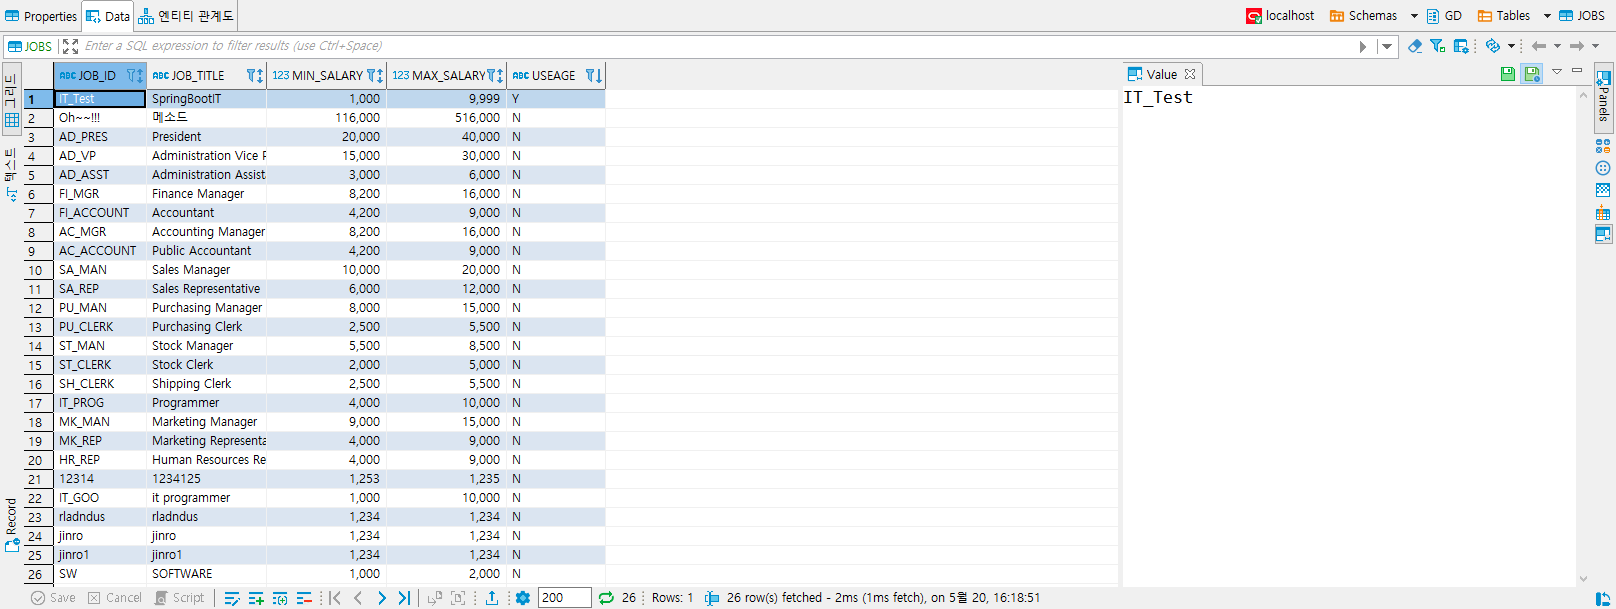 Properties Data 엔티티 관계도 localhost Schemas GD Tables JOBS
JOBS Enter a SQL expression to filter results (use Ctrl+Space)
그리드
텍스트
Record
ABC JOB_ID ABC JOB_TITLE 123 MIN_SALARY 123 MAX_SALARY ABC USEAGE
1 IT_Test SpringBootIT 1,000 9,999 Y
2 Oh~~!!! 메소드 116,000 516,000 N
3 AD_PRES President 20,000 40,000 N
4 AD_VP Administration Vice P 15,000 30,000 N
5 AD_ASST Administration Assist 3,000 6,000 N
6 FI_MGR Finance Manager 8,200 16,000 N
7 FI_ACCOUNT Accountant 4,200 9,000 N
8 AC_MGR Accounting Manager 8,200 16,000 N
9 AC_ACCOUNT Public Accountant 4,200 9,000 N
10 SA_MAN Sales Manager 10,000 20,000 N
11 SA_REP Sales Representative 6,000 12,000 N
12 PU_MAN Purchasing Manager 8,000 15,000 N
13 PU_CLERK Purchasing Clerk 2,500 5,500 N
14 ST_MAN Stock Manager 5,500 8,500 N
15 ST_CLERK Stock Clerk 2,000 5,000 N
16 SH_CLERK Shipping Clerk 2,500 5,500 N
17 IT_PROG Programmer 4,000 10,000 N
18 MK_MAN Marketing Manager 9,000 15,000 N
19 MK_REP Marketing Representa 4,000 9,000 N
20 HR_REP Human Resources Re 4,000 9,000 N
21 12314 1234125 1,253 1,235 N
22 IT_GOO it programmer 1,000 10,000 N
23 rladndus rladndus 1,234 1,234 N
24 jinro jinro 1,234 1,234 N
25 jinro1 jinro1 1,234 1,234 N
26 SW SOFTWARE 1,000 2,000 N
Value
IT_Test
Panels
Save Cancel Script 200 26 Rows: 1 26 row(s) fetched - 2ms (1ms fetch), on 5월 20, 16:18:51